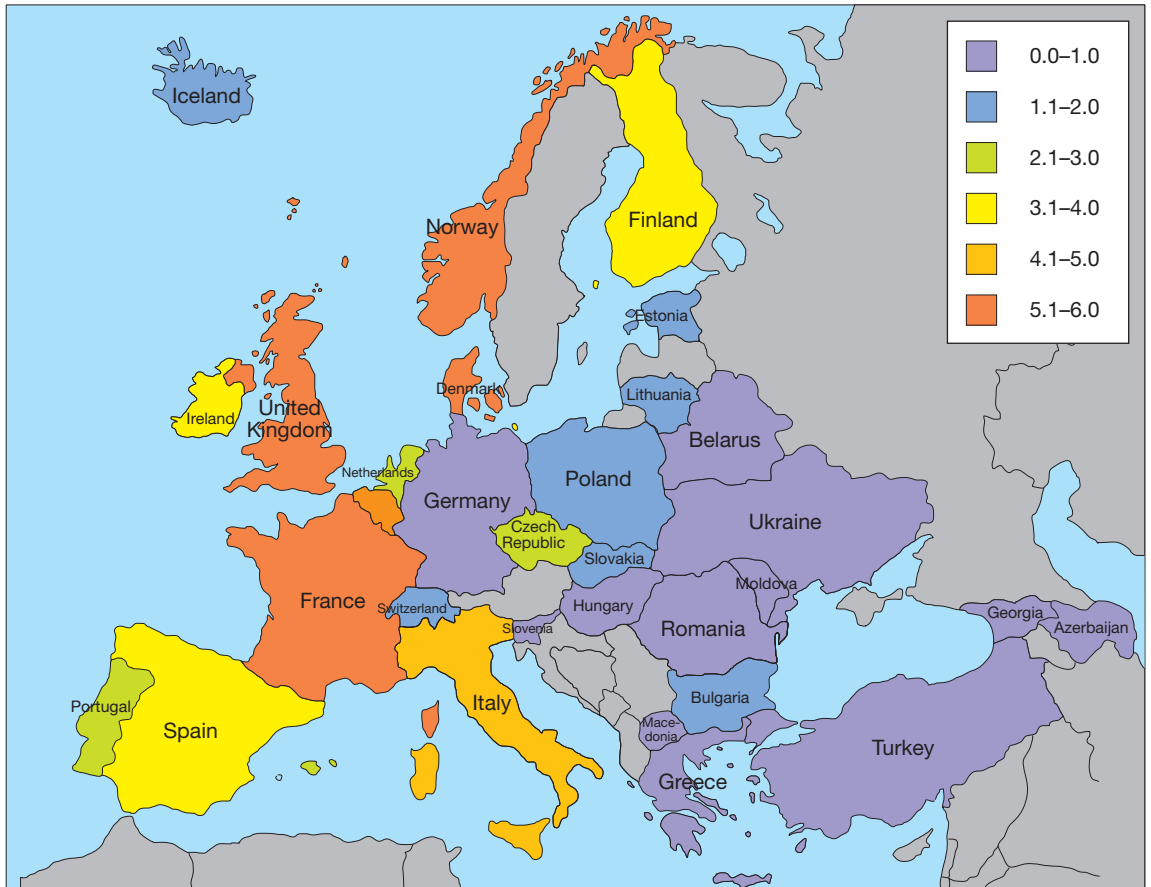 Iceland
Norway
Finland
Estonia
Denmark
Lithuania
Ireland
United
Kingdom
Belarus
Netherlands
Germany
Poland
Ukraine
Czech
Republic
Slovakia
Moldova
France
Switzerland
Hungary
Slovenia
Romania
Georgia
Azerbaijan
Portugal
Spain
Italy
Bulgaria
Mace-
donia
Turkey
Greece
0.0–1.0
1.1–2.0
2.1–3.0
3.1–4.0
4.1–5.0
5.1–6.0